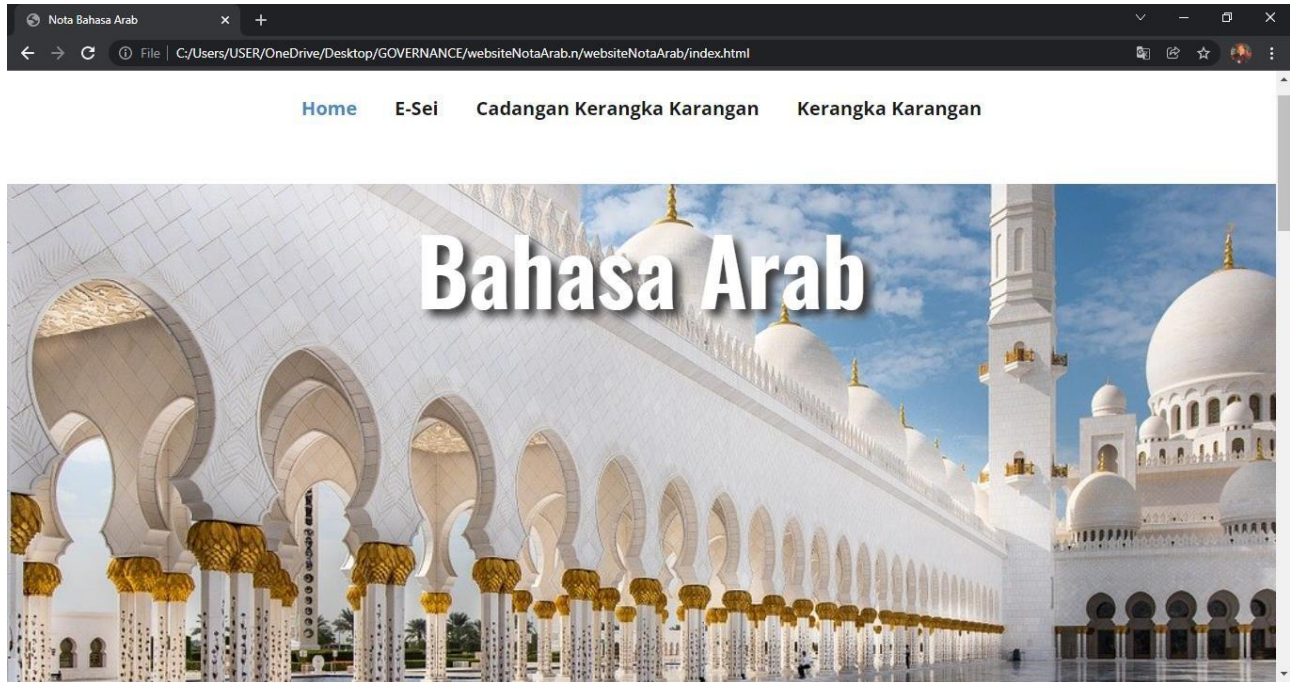 Nota Bahasa Arab
File | C:/Users/USER/OneDrive/Desktop/GOVERNANCE/websiteNotaArab.n/websiteNotaArab/index.html
Home E-Sei Cadangan Kerangka Karangan Kerangka Karangan
Bahasa Arab